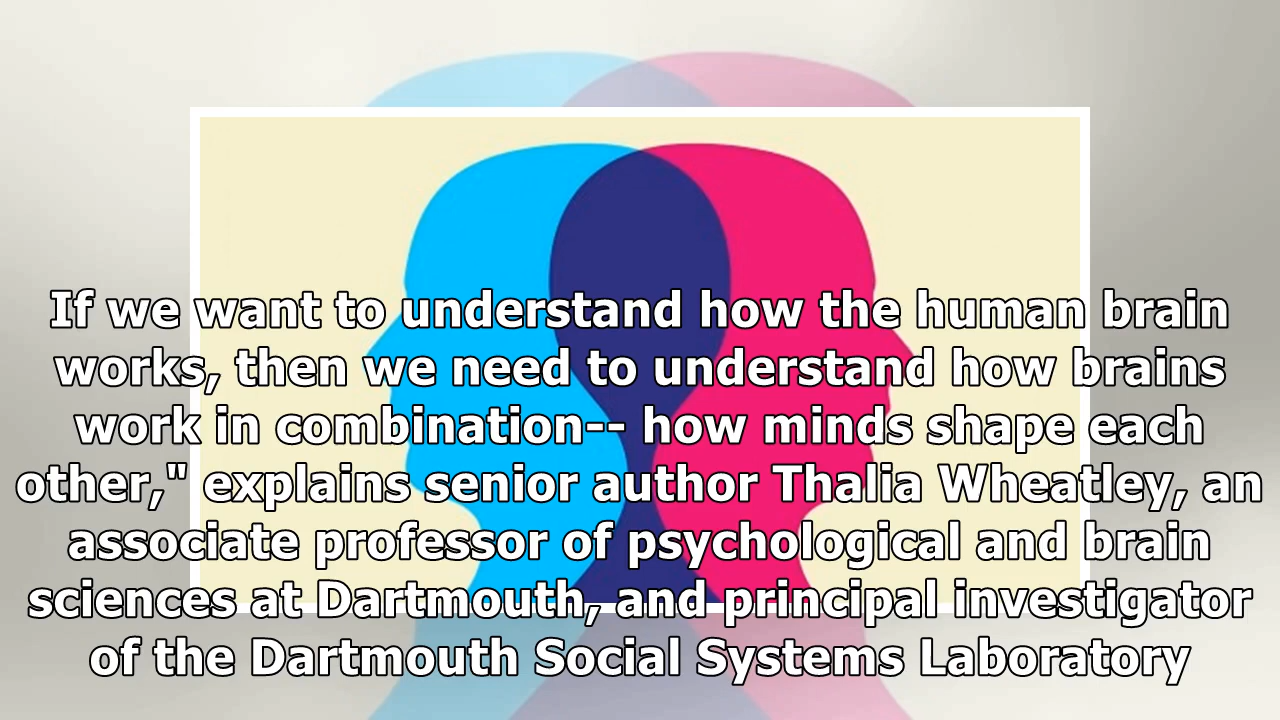 If we want to understand how the human brain
works, then we need to understand how brains
work in combination-- how minds shape each
other," explains senior author Thalia Wheatley, an
associate professor of psychological and brain
sciences at Dartmouth, and principal investigator
of the Dartmouth Social Systems Laboratory